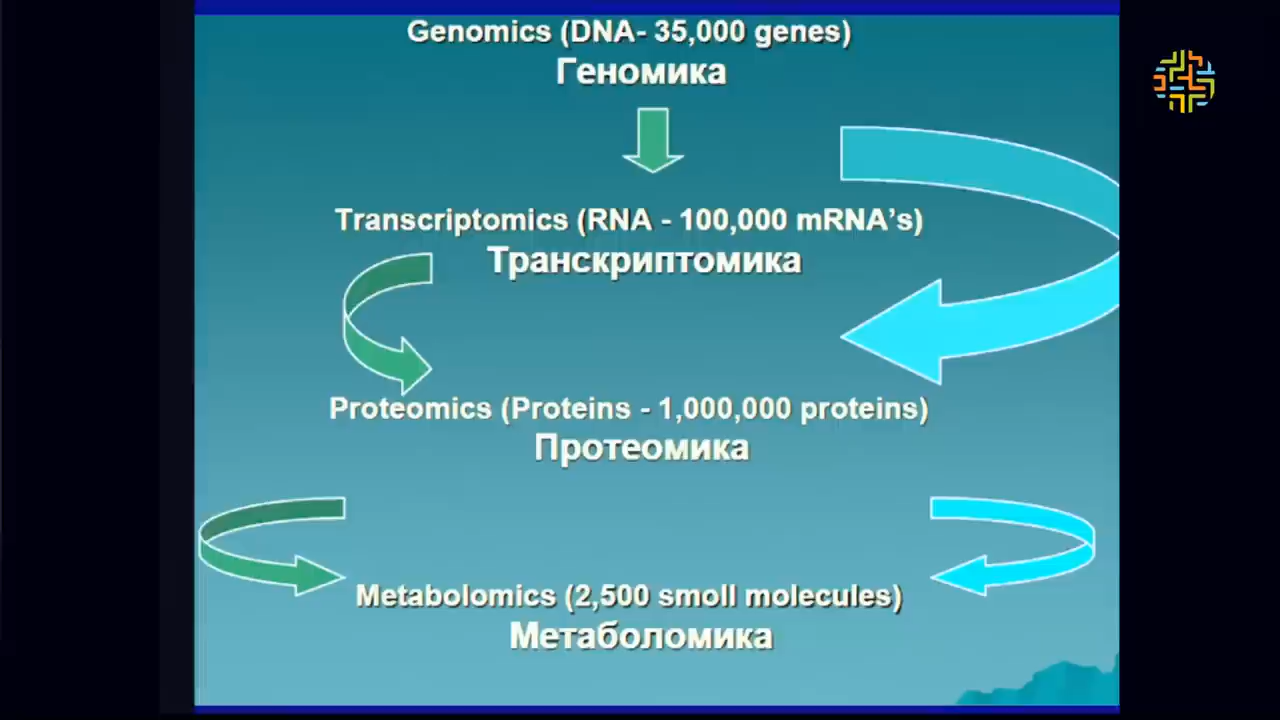 Genomics (DNA- 35,000 genes)
Геномика
Transcriptomics (RNA - 100,000 mRNA’s)
Транскриптомика
Proteomics (Proteins - 1,000,000 proteins)
Протеомика
Metabolomics (2,500 smoll molecules)
Метаболомика